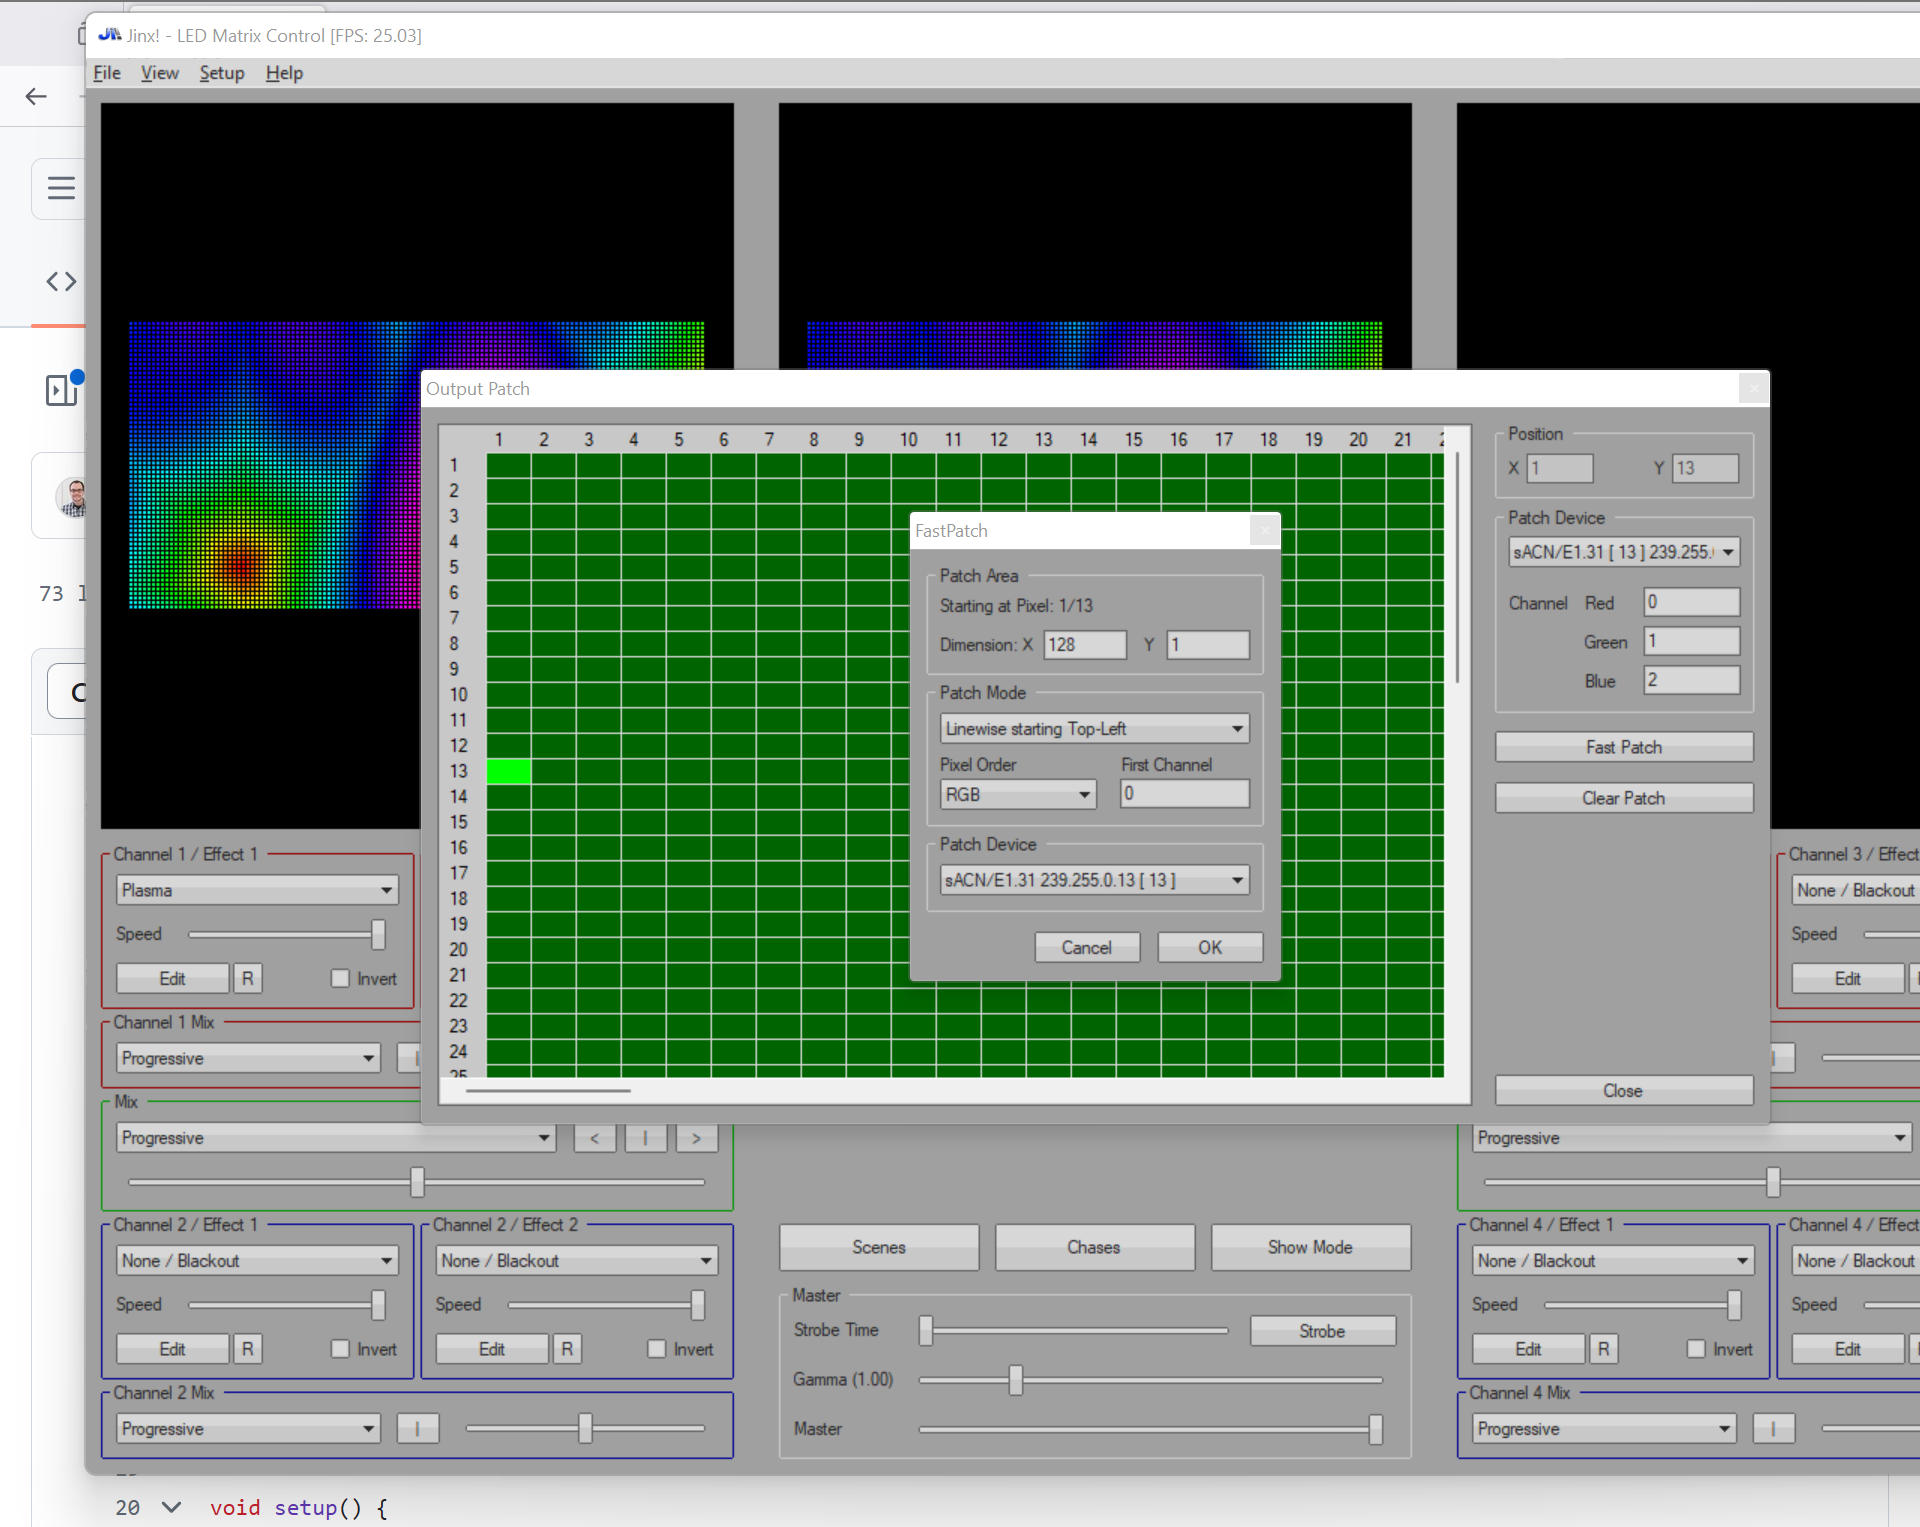 Jinx! - LED Matrix Control [FPS: 25.03]
File View Setup Help
Output Patch
1 2 3 4 5 6 7 8 9 10 11 12 13 14 15 16 17 18 19 20 21
1
2
3
4
5
6
7
8
9
10
11
12
13
14
15
16
17
18
19
20
21
22
23
24
25
Position
X 1 Y 13
Patch Device
sACN/E1.31 [ 13 ] 239.255.
Channel Red 0
Green 1
Blue 2
Fast Patch
Clear Patch
Close
FastPatch
Patch Area
Starting at Pixel: 1/13
Dimension: X 128 Y 1
Patch Mode
Linewise starting Top-Left
Pixel Order First Channel
RGB 0
Patch Device
sACN/E1.31 239.255.0.13 [ 13 ]
Cancel OK
73
Channel 1 / Effect 1
Plasma
Speed
Edit R Invert
Channel 1 Mix
Progressive |
Mix
Progressive < | >
Channel 2 / Effect 1
None / Blackout
Speed
Edit R Invert
Channel 2 / Effect 2
None / Blackout
Speed
Edit R Invert
Channel 2 Mix
Progressive |
Scenes Chases Show Mode
Master
Strobe Time Strobe
Gamma (1.00)
Master
Channel 3 / Effect
None / Blackout
Speed
Edit
|
Progressive
Channel 4 / Effect 1
None / Blackout
Speed
Edit R Invert
Channel 4 / Effect
None / Blackout
Speed
Edit
Channel 4 Mix
Progressive |
20 void setup() {